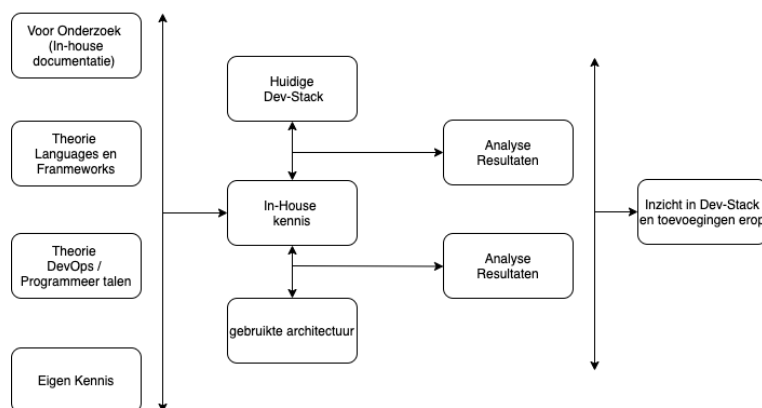 Voor Onderzoek
(In-house
documentatie)
Theorie
Languages en
Franmeworks
Theorie
DevOps /
Programmeer talen
Eigen Kennis
Huidige
Dev-Stack
In-House
kennis
gebruikte architectuur
Analyse
Resultaten
Analyse
Resultaten
Inzicht in Dev-Stack
en toevoegingen erop